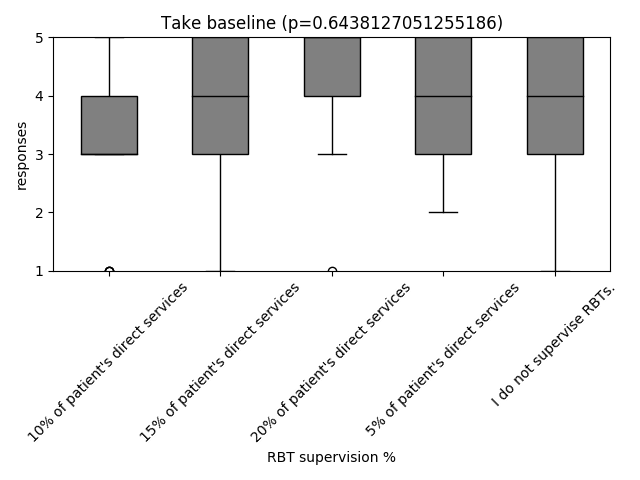 Take baseline (p=0.6438127051255186)
responses
5
4
3
2
1
10% of patient's direct services
15% of patient's direct services
20% of patient's direct services
5% of patient's direct services
I do not supervise RBTs.
RBT supervision %